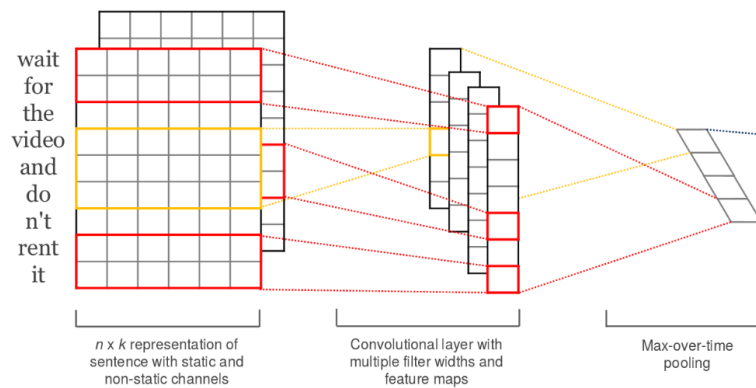 wait
for
the
video
and
do
n't
rent
it
n x k representation of
sentence with static and
non-static channels
Convolutional layer with
multiple filter widths and
feature maps
Max-over-time
pooling